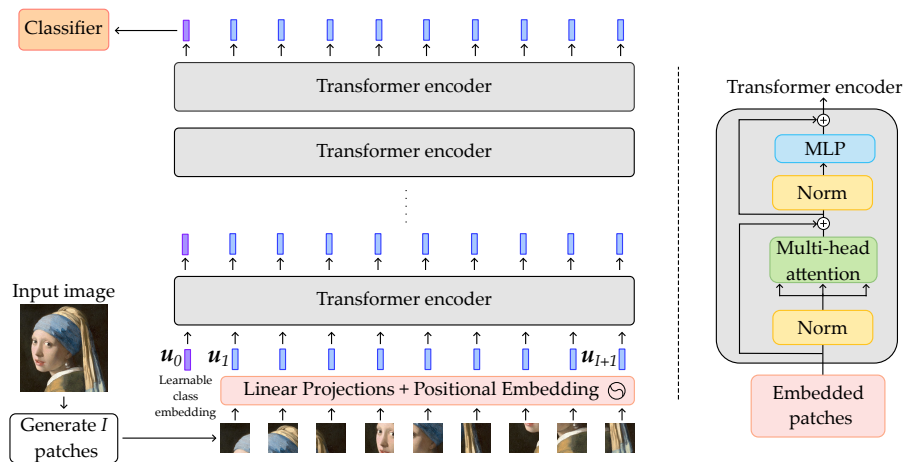 Classifier
Transformer encoder
Transformer encoder
Transformer encoder
Input image
u0 u1 uI+1
Learnable
class
embedding
Linear Projections + Positional Embedding
Generate I
patches
Transformer encoder
MLP
Norm
Multi-head
attention
Norm
Embedded
patches